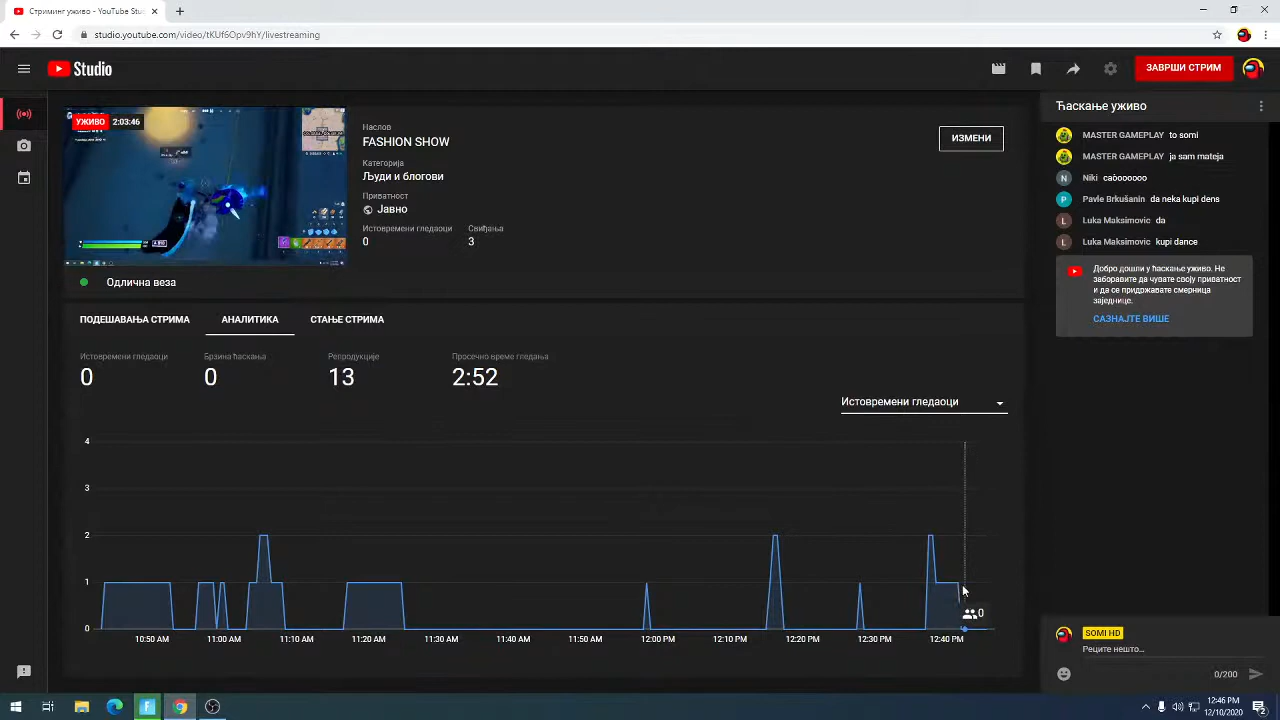 Стриминг уживо - YouTube Stu
studio.youtube.com/video/tKUf6Opv9hY/livestreaming
Studio
ЗАВРШИ СТРИМ
УЖИВО 2:03:46
Наслов
FASHION SHOW
Категорија
Људи и блогови
Приватност
Јавно
Истовремени гледаоци
Свиђања
0
3
ИЗМЕНИ
Одлична веза
ПОДЕШАВАЊА СТРИМА
АНАЛИТИКА
СТАЊЕ СТРИМА
Истовремени гледаоци
Брзина ћаскања
Репродукције
Просечно време гледања
0
0
13
2:52
Истовремени гледаоци
4
3
2
1
0
0
10:50 AM
11:00 AM
11:10 AM
11:20 AM
11:30 AM
11:40 AM
11:50 AM
12:00 PM
12:10 PM
12:20 PM
12:30 PM
12:40 PM
Ћаскање уживо
MASTER GAMEPLAY to somi
MASTER GAMEPLAY ja sam mateja
N
Niki сабоооооо
P
Pavle Brkušanin da neka kupi dens
L
Luka Maksimovic da
L
Luka Maksimovic kupi dance
Добро дошли у ћаскање уживо. Не
заборавите да чувате своју приватност
и да се придржавате смерница
заједнице.
САЗНАЈТЕ ВИШЕ
SOMI HD
Реците нешто...
0/200
12:46 PM
12/10/2020